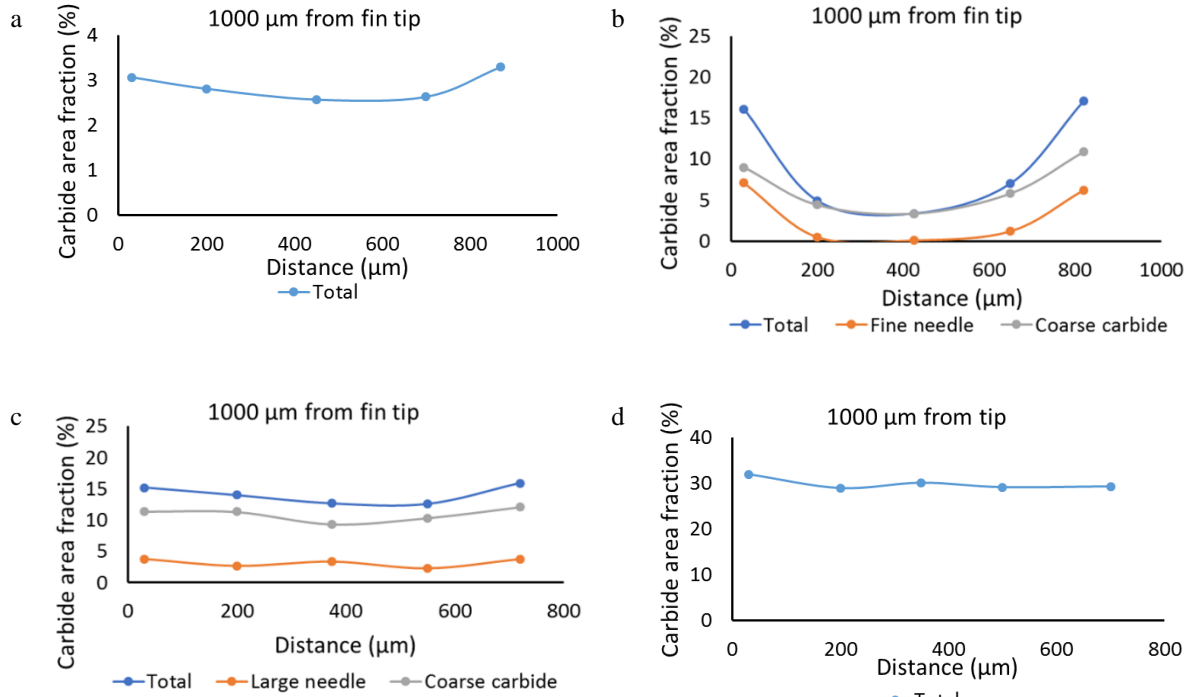 a
1000 µm from fin tip
Carbide area fraction (%)
4
3
2
1
0
0 200 400 600 800 1000
Distance (µm)
Total
b
1000 µm from fin tip
Carbide area fraction (%)
25
20
15
10
5
0
0 200 400 600 800 1000
Distance (µm)
Total Fine needle Coarse carbide
c
1000 µm from fin tip
Carbide area fraction (%)
25
20
15
10
5
0
0 200 400 600 800
Distance (µm)
Total Large needle Coarse carbide
d
1000 µm from tip
Carbide area fraction (%)
40
30
20
10
0
0 200 400 600 800
Distance (µm)
Total